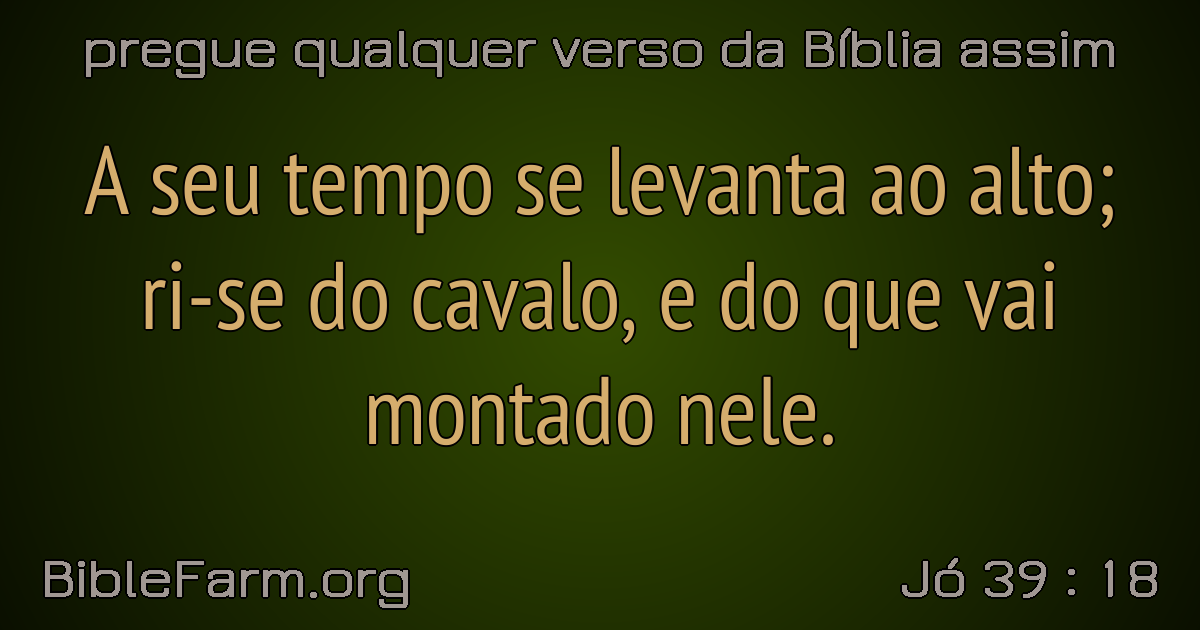 pregue qualquer verso da Bíblia assim
A seu tempo se levanta ao alto;
ri-se do cavalo, e do que vai
montado nele.
BibleFarm.org
Jó 39 : 18